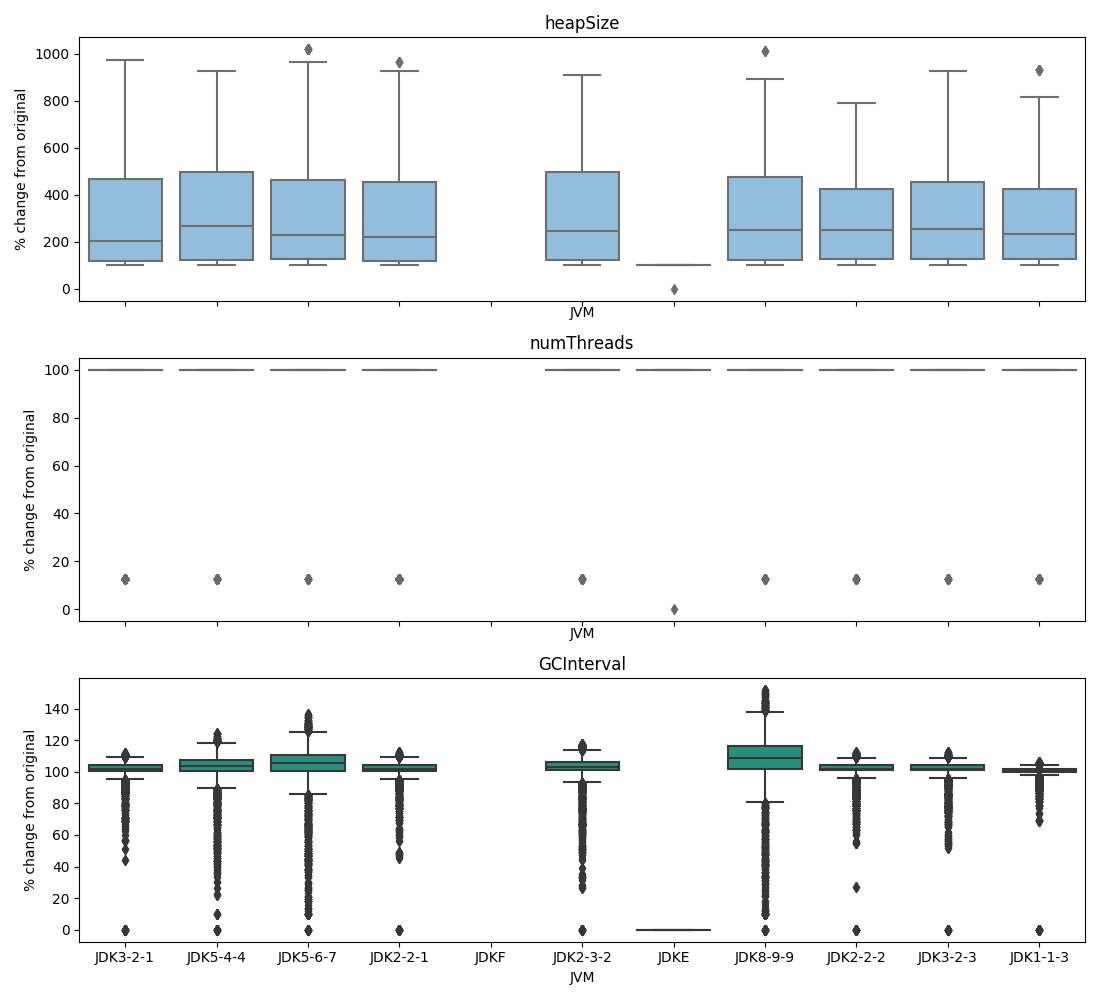 heapSize
% change from original
1000
800
600
400
200
0
JVM
numThreads
% change from original
100
80
60
40
20
0
JVM
GCInterval
% change from original
140
120
100
80
60
40
20
0
JDK3-2-1 JDK5-4-4 JDK5-6-7 JDK2-2-1 JDKF JDK2-3-2 JDKE JDK8-9-9 JDK2-2-2 JDK3-2-3 JDK1-1-3
JVM